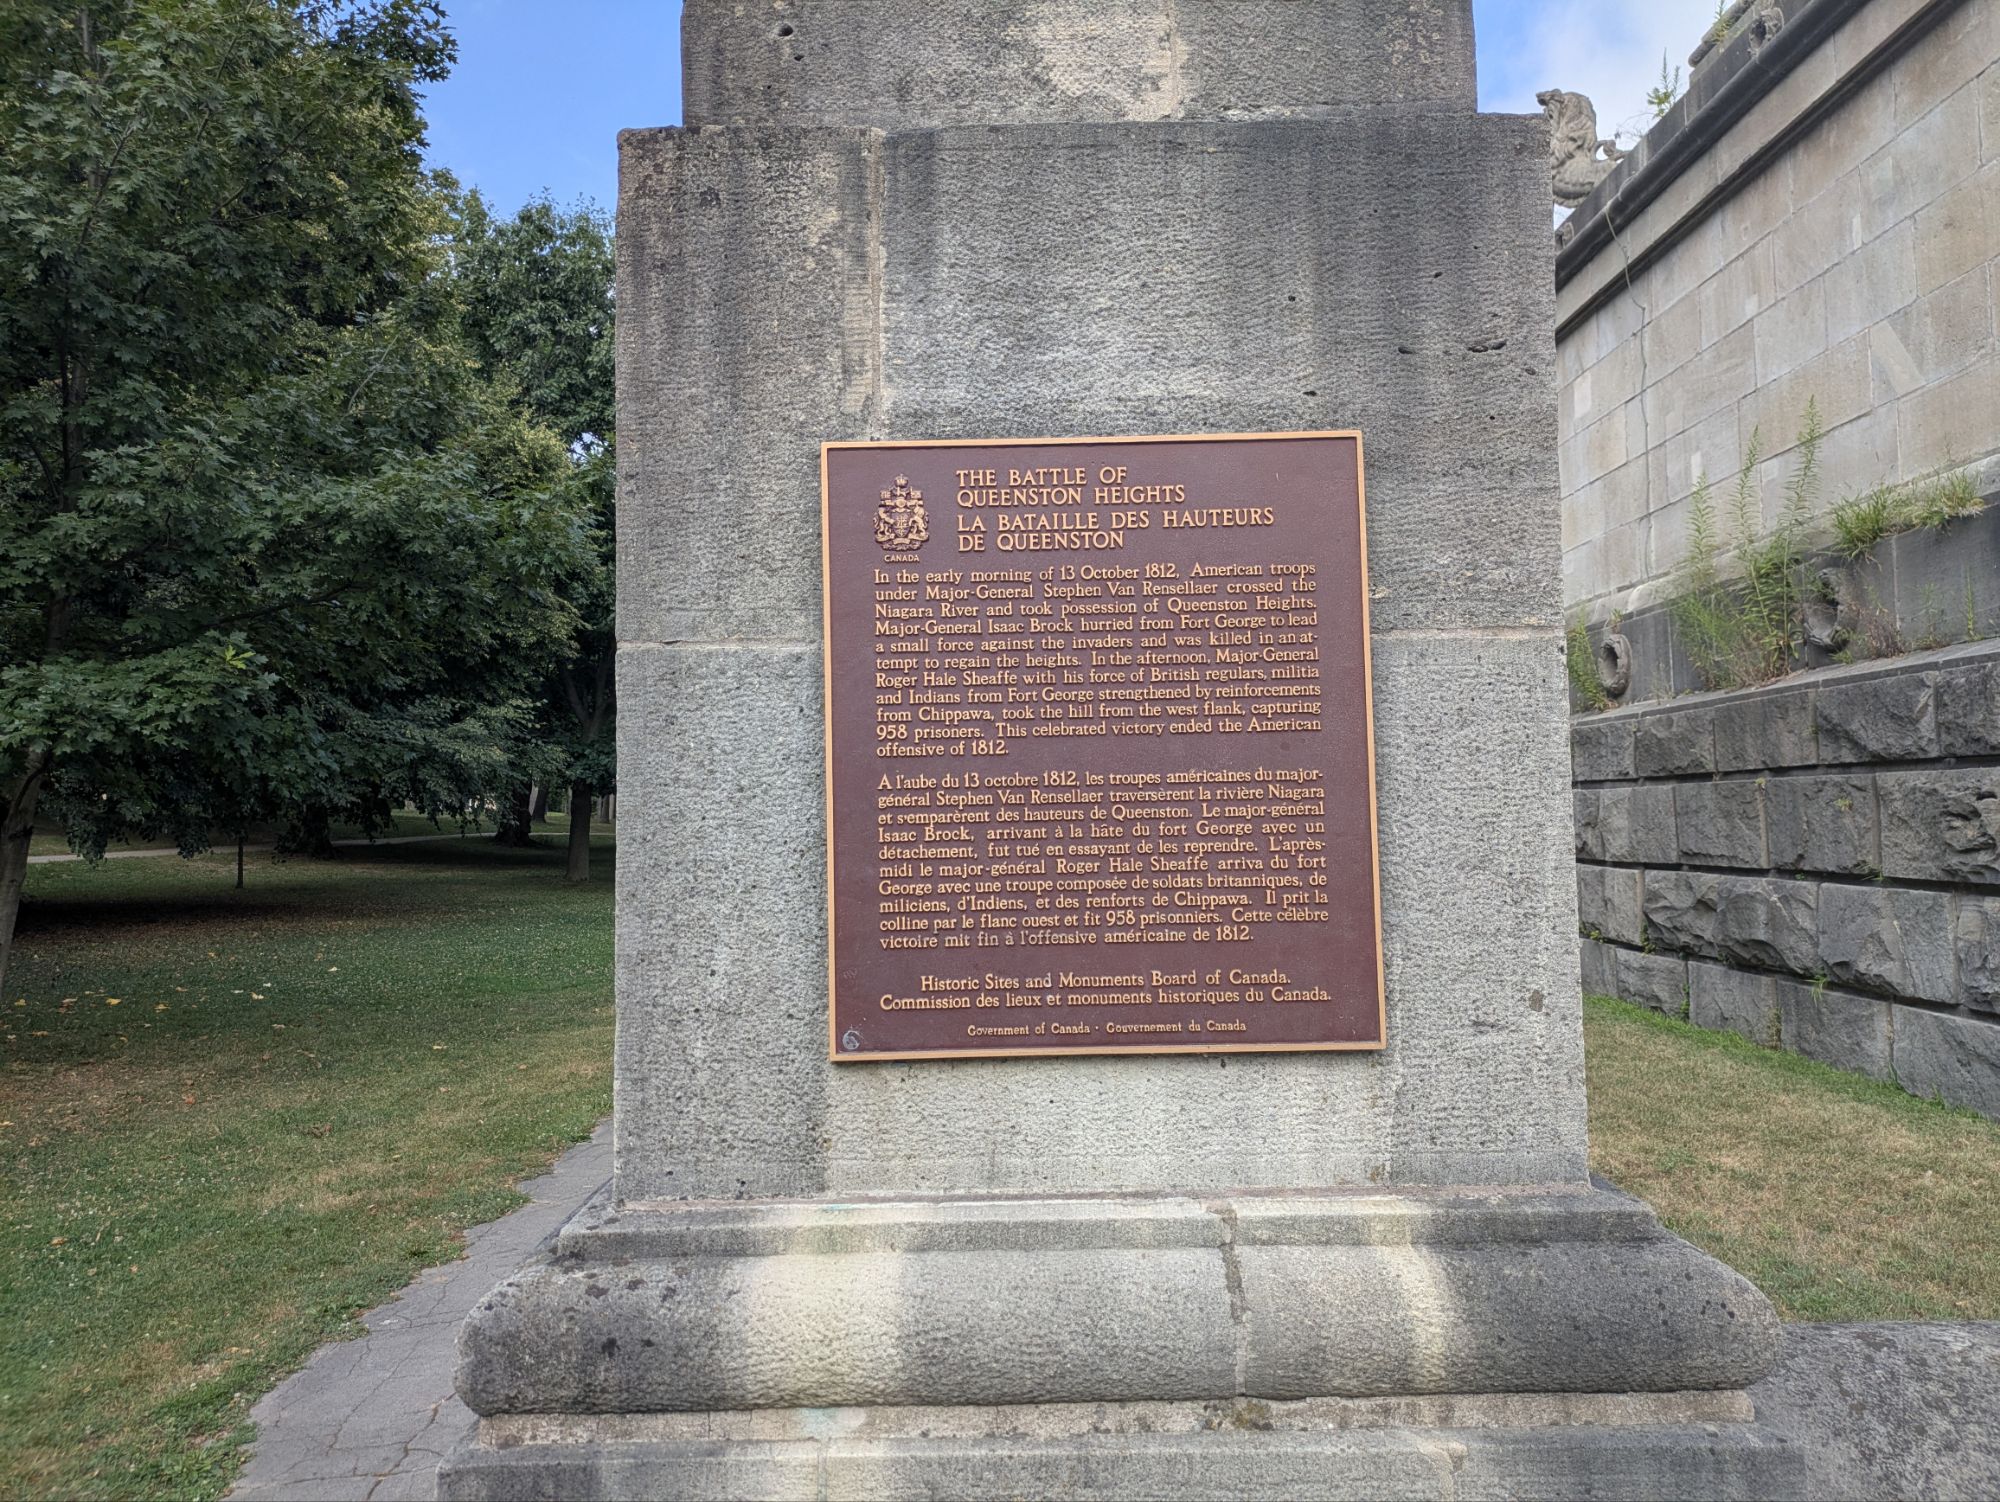 THE BATTLE OF
QUEENSTON HEIGHTS
LA BATAILLE DES HAUTEURS
DE QUEENSTON
CANADA
In the early morning of 13 October 1812, American troops
under Major-General Stephen Van Rensellaer crossed the
Niagara River and took possession of Queenston Heights.
Major-General Isaac Brock hurried from Fort George to lead
a small force against the invaders and was killed in an at-
tempt to regain the heights. In the afternoon, Major-General
Roger Hale Sheaffe with his force of British regulars, militia
and Indians from Fort George strengthened by reinforcements
from Chippawa, took the hill from the west flank, capturing
958 prisoners. This celebrated victory ended the American
offensive of 1812.
A l'aube du 13 octobre 1812, les troupes américaines du major-
général Stephen Van Rensellaer traversèrent la rivière Niagara
et s'emparèrent des hauteurs de Queenston. Le major-général
Isaac Brock, arrivant à la hâte du fort George avec un
détachement, fut tué en essayant de les reprendre. L'après-
midi le major-général Roger Hale Sheaffe arriva du fort
George avec une troupe composée de soldats britanniques, de
miliciens, d'Indiens, et des renforts de Chippawa. Il prit la
colline par le flanc ouest et fit 958 prisonniers. Cette célèbre
victoire mit fin à l'offensive américaine de 1812.
Historic Sites and Monuments Board of Canada.
Commission des lieux et monuments historiques du Canada.
Government of Canada · Gouvernement du Canada